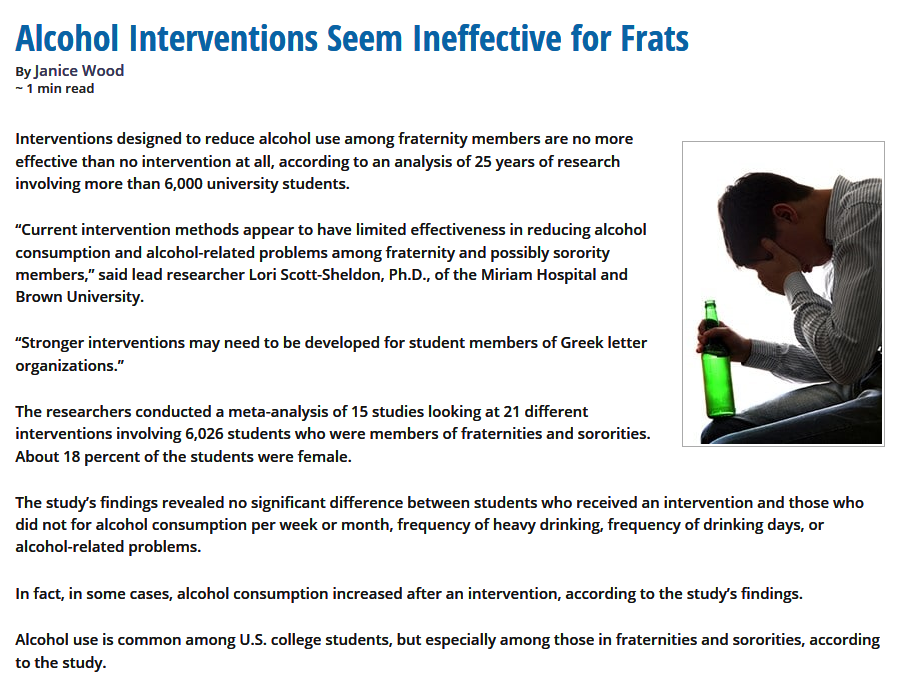 Alcohol Interventions Seem Ineffective for Frats
By Janice Wood
~ 1 min read
Interventions designed to reduce alcohol use among fraternity members are no more
effective than no intervention at all, according to an analysis of 25 years of research
involving more than 6,000 university students.
“Current intervention methods appear to have limited effectiveness in reducing alcohol
consumption and alcohol-related problems among fraternity and possibly sorority
members,” said lead researcher Lori Scott-Sheldon, Ph.D., of the Miriam Hospital and
Brown University.
“Stronger interventions may need to be developed for student members of Greek letter
organizations.”
The researchers conducted a meta-analysis of 15 studies looking at 21 different
interventions involving 6,026 students who were members of fraternities and sororities.
About 18 percent of the students were female.
The study’s findings revealed no significant difference between students who received an intervention and those who
did not for alcohol consumption per week or month, frequency of heavy drinking, frequency of drinking days, or
alcohol-related problems.
In fact, in some cases, alcohol consumption increased after an intervention, according to the study’s findings.
Alcohol use is common among U.S. college students, but especially among those in fraternities and sororities, according
to the study.